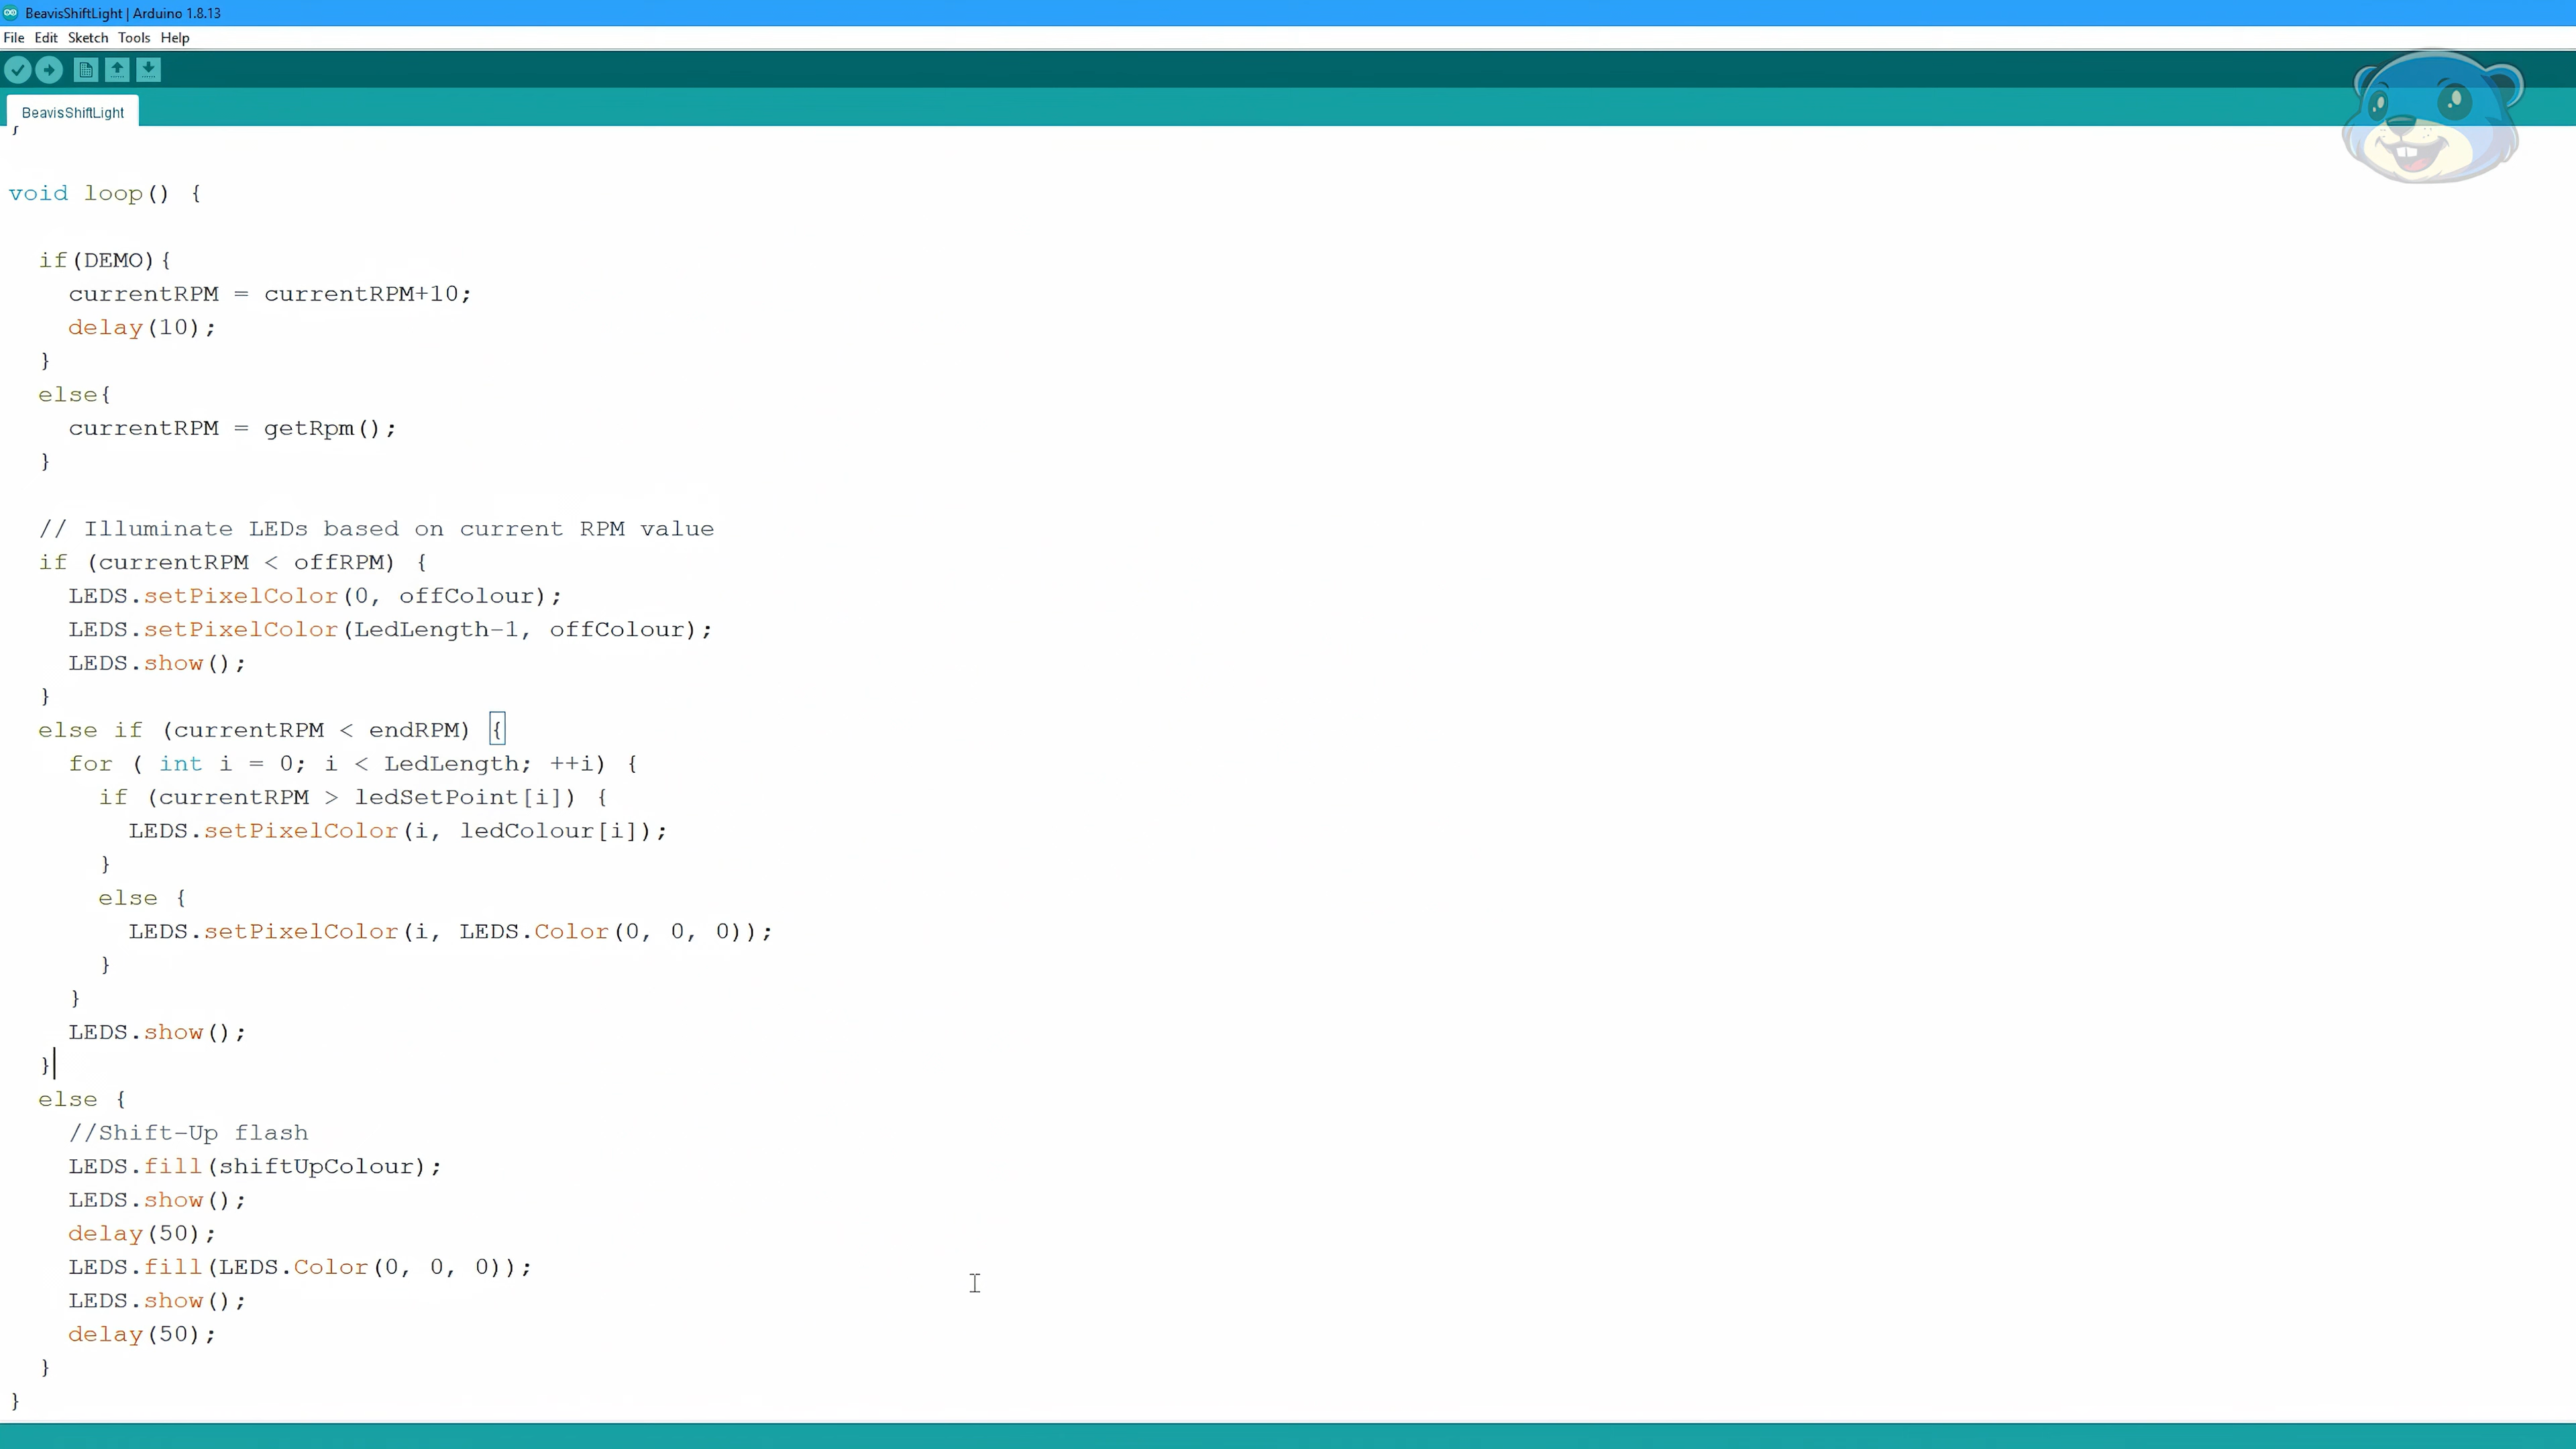 BeavisShiftLight | Arduino 1.8.13
File Edit Sketch Tools Help
BeavisShiftLight
}
void loop() {
  if(DEMO){
    currentRPM = currentRPM+10;
    delay(10);
  }
  else{
    currentRPM = getRpm();
  }
  // Illuminate LEDs based on current RPM value
  if (currentRPM < offRPM) {
    LEDS.setPixelColor(0, offColour);
    LEDS.setPixelColor(LedLength-1, offColour);
    LEDS.show();
  }
  else if (currentRPM < endRPM) {
    for ( int i = 0; i < LedLength; ++i) {
      if (currentRPM > ledSetPoint[i]) {
        LEDS.setPixelColor(i, ledColour[i]);
      }
      else {
        LEDS.setPixelColor(i, LEDS.Color(0, 0, 0));
      }
    }
    LEDS.show();
  }
  else {
    //Shift-Up flash
    LEDS.fill(shiftUpColour);
    LEDS.show();
    delay(50);
    LEDS.fill(LEDS.Color(0, 0, 0));
    LEDS.show();
    delay(50);
  }
}